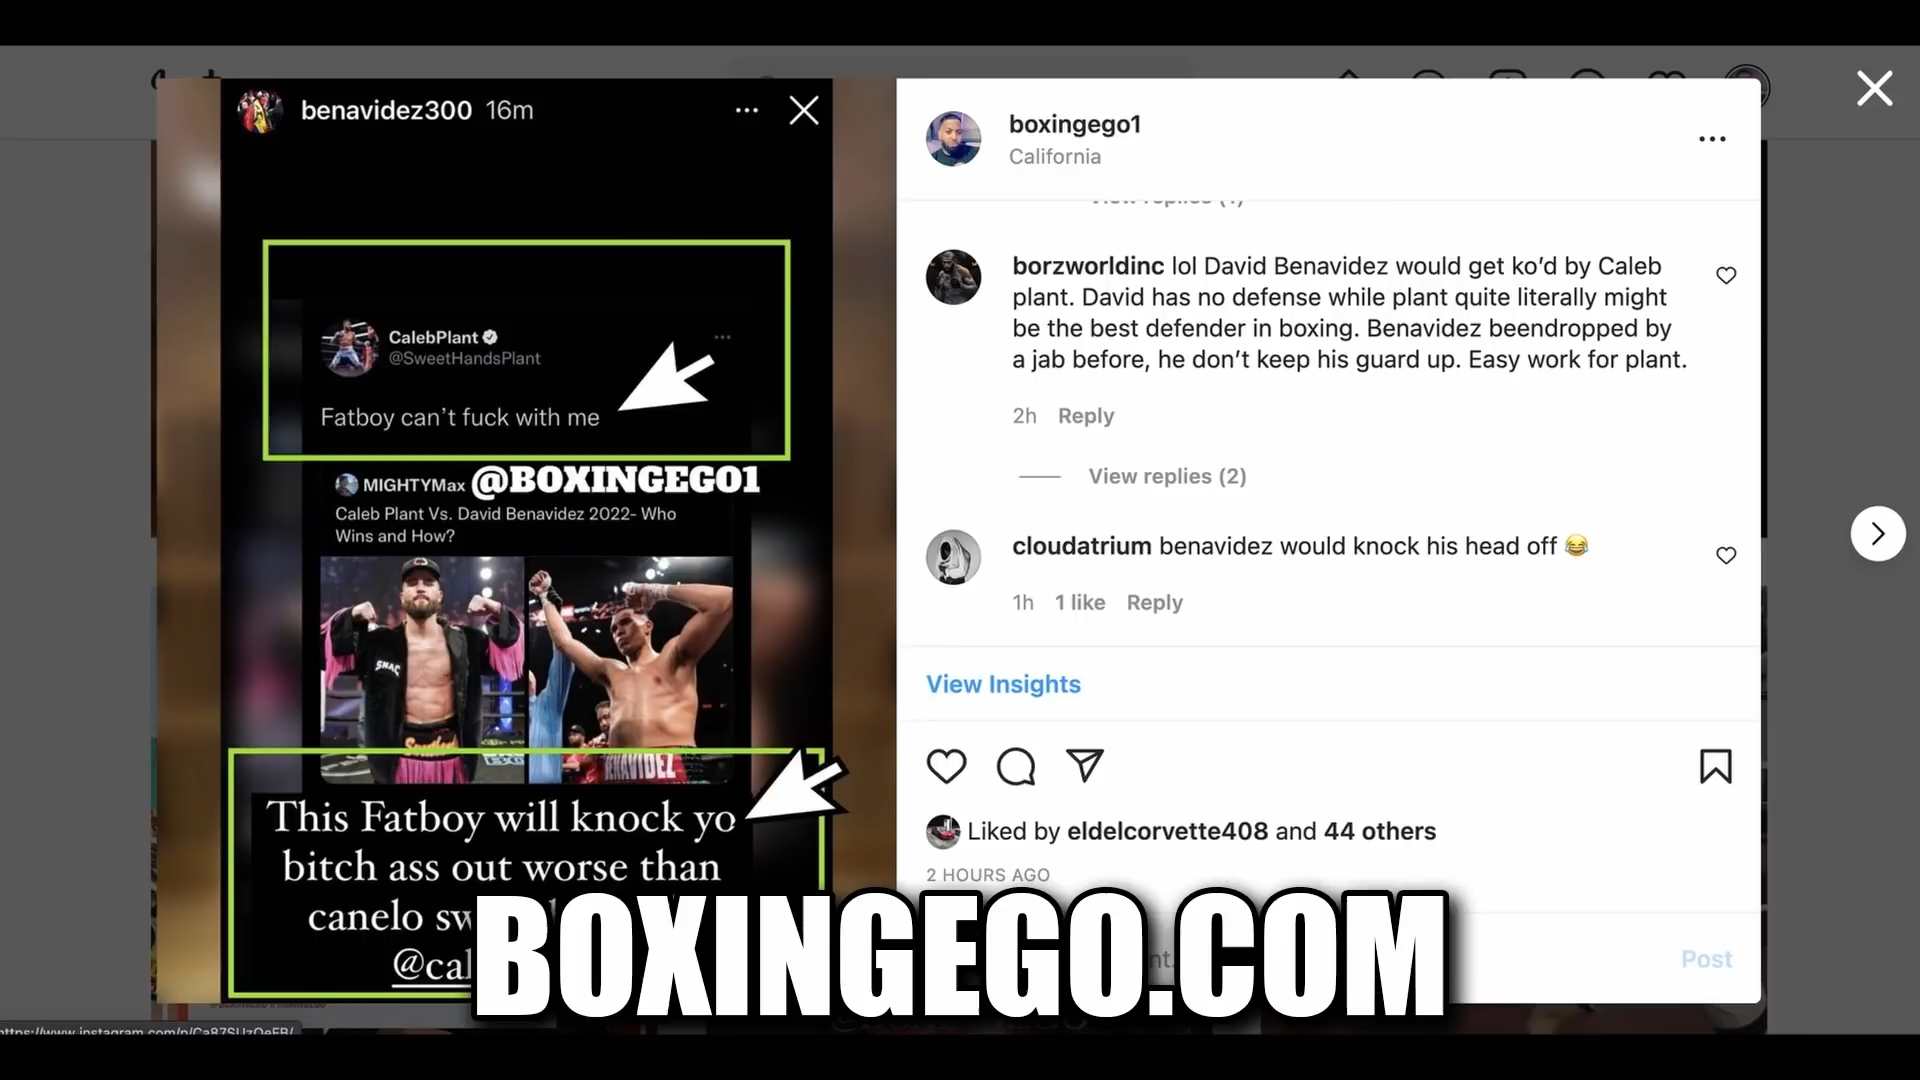 benavidez300 16m
CalebPlant
@SweetHandsPlant
Fatboy can't fuck with me
MIGHTYMax @BOXINGEGO1
Caleb Plant Vs. David Benavidez 2022- Who
Wins and How?
SNAC
BENAVIDEZ
This Fatboy will knock yo
bitch ass out worse than
canelo
boxingego1
California
View replies (1)
borzworldinc lol David Benavidez would get ko'd by Caleb
plant. David has no defense while plant quite literally might
be the best defender in boxing. Benavidez beendropped by
a jab before, he don't keep his guard up. Easy work for plant.
2h Reply
View replies (2)
cloudatrium benavidez would knock his head off 😂
1h 1 like Reply
View Insights
Liked by eldelcorvette408 and 44 others
2 HOURS AGO
Post
BOXINGEGO.COM